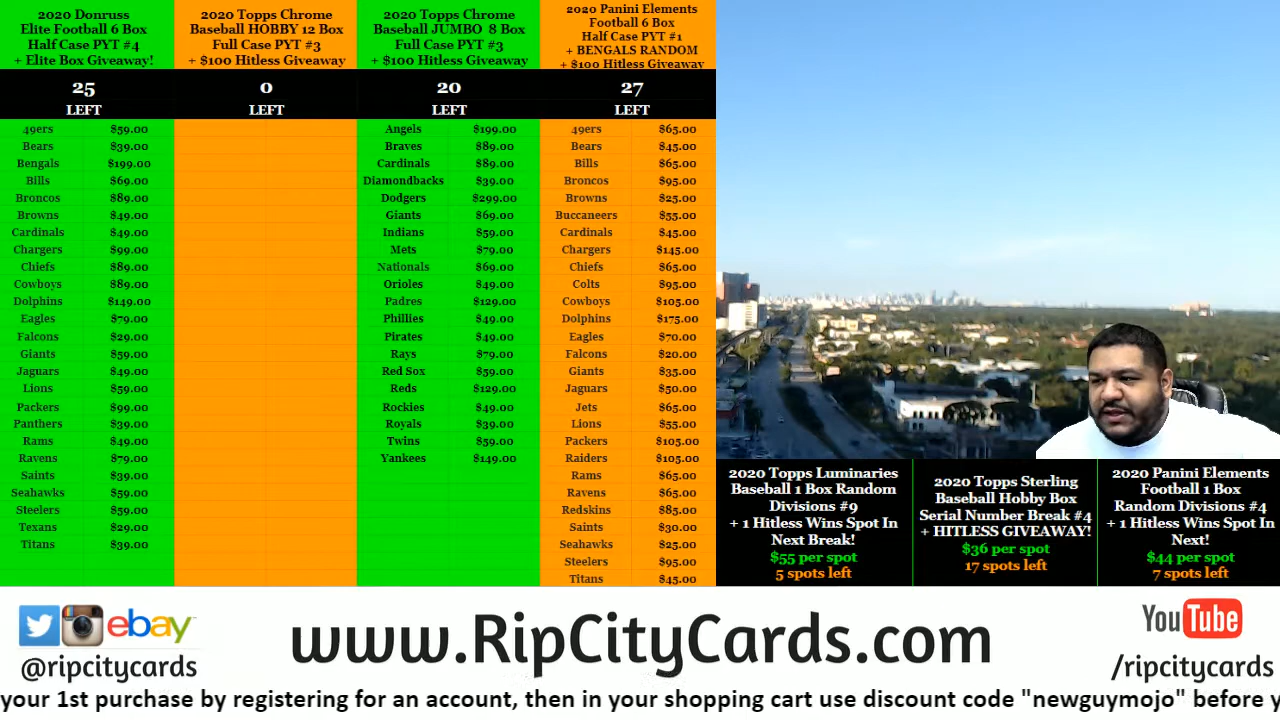 2020 Donruss
Elite Football 6 Box
Half Case PYT #4
+ Elite Box Giveaway!
25
LEFT
49ers $59.00
Bears $39.00
Bengals $199.00
Bills $69.00
Broncos $89.00
Browns $49.00
Cardinals $49.00
Chargers $99.00
Chiefs $89.00
Cowboys $89.00
Dolphins $149.00
Eagles $79.00
Falcons $29.00
Giants $59.00
Jaguars $49.00
Lions $59.00
Packers $99.00
Panthers $39.00
Rams $49.00
Ravens $79.00
Saints $39.00
Seahawks $59.00
Steelers $59.00
Texans $29.00
Titans $39.00
2020 Topps Chrome
Baseball HOBBY 12 Box
Full Case PYT #3
+ $100 Hitless Giveaway
0
LEFT
2020 Topps Chrome
Baseball JUMBO 8 Box
Full Case PYT #3
+ $100 Hitless Giveaway
20
LEFT
Angels $199.00
Braves $89.00
Cardinals $89.00
Diamondbacks $39.00
Dodgers $299.00
Giants $69.00
Indians $59.00
Mets $79.00
Nationals $69.00
Orioles $49.00
Padres $129.00
Phillies $49.00
Pirates $49.00
Rays $79.00
Red Sox $59.00
Reds $129.00
Rockies $49.00
Royals $39.00
Twins $59.00
Yankees $149.00
2020 Panini Elements
Football 6 Box
Half Case PYT #1
+ BENGALS RANDOM
+ $100 Hitless Giveaway
27
LEFT
49ers $65.00
Bears $45.00
Bills $65.00
Broncos $95.00
Browns $25.00
Buccaneers $55.00
Cardinals $45.00
Chargers $145.00
Chiefs $65.00
Colts $95.00
Cowboys $105.00
Dolphins $175.00
Eagles $70.00
Falcons $20.00
Giants $35.00
Jaguars $50.00
Jets $65.00
Lions $55.00
Packers $105.00
Raiders $105.00
Rams $65.00
Ravens $65.00
Redskins $85.00
Saints $30.00
Seahawks $25.00
Steelers $95.00
Titans $45.00
2020 Topps Luminaries
Baseball 1 Box Random
Divisions #9
+ 1 Hitless Wins Spot In
Next Break!
$55 per spot
5 spots left
2020 Topps Sterling
Baseball Hobby Box
Serial Number Break #4
+ HITLESS GIVEAWAY!
$36 per spot
17 spots left
2020 Panini Elements
Football 1 Box
Random Divisions #4
+ 1 Hitless Wins Spot In
Next!
$44 per spot
7 spots left
ebay
@ripcitycards
www.RipCityCards.com
YouTube
/ripcitycards
your 1st purchase by registering for an account, then in your shopping cart use discount code "newguymojo" before y